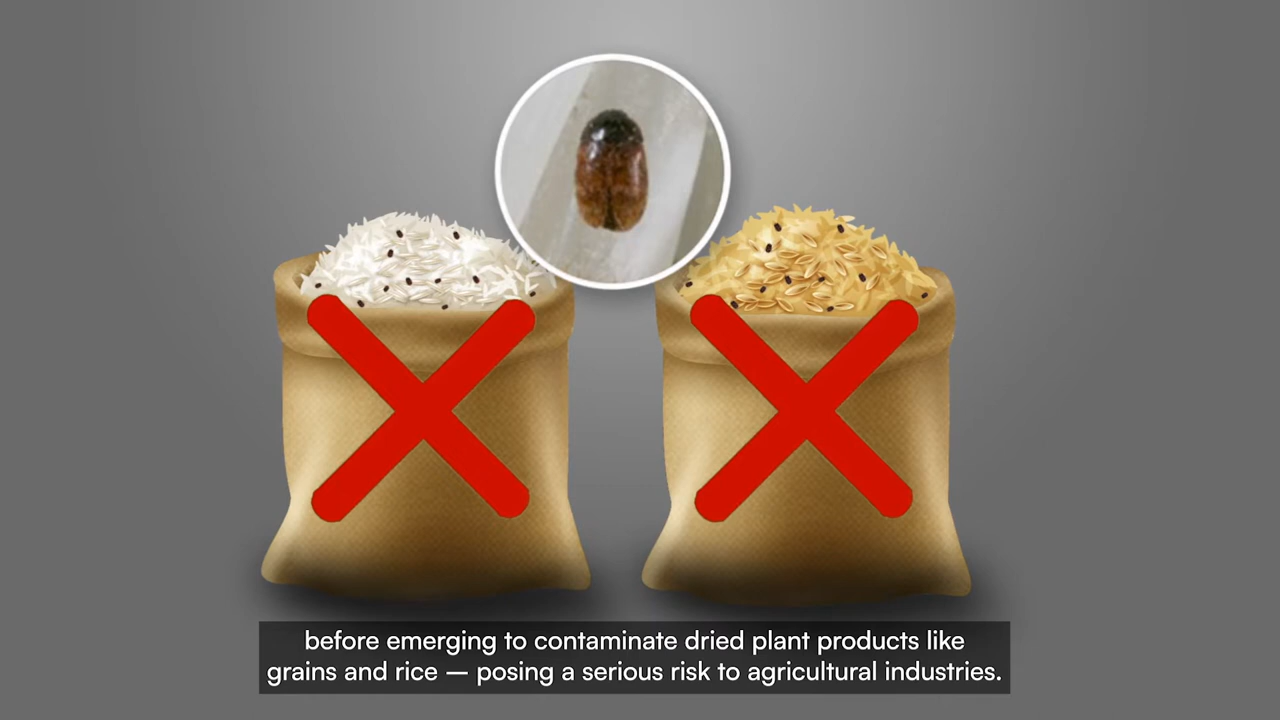 before emerging to contaminate dried plant products like
grains and rice — posing a serious risk to agricultural industries.